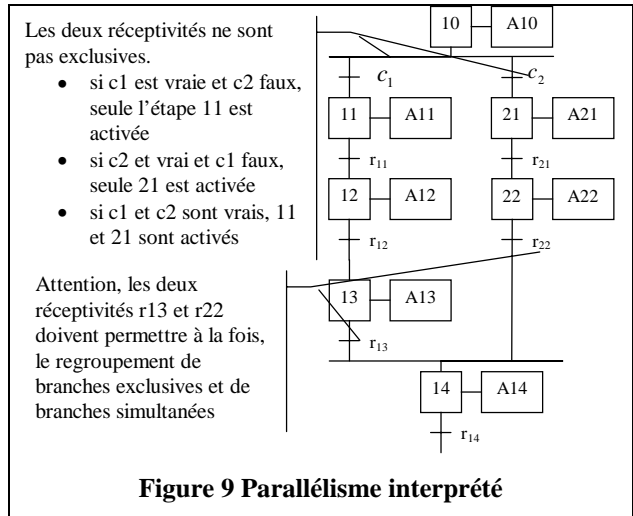 Les deux réceptivités ne sont
pas exclusives.
• si c1 est vraie et c2 faux,
seule l'étape 11 est
activée
• si c2 et vrai et c1 faux,
seule 21 est activée
• si c1 et c2 sont vrais, 11
et 21 sont activés
Attention, les deux
réceptivités r13 et r22
doivent permettre à la fois,
le regroupement de
branches exclusives et de
branches simultanées
10 A10
c₁ c₂
11 A11 21 A21
r₁₁ r₂₁
12 A12 22 A22
r₁₂ r₂₂
13 A13
r₁₃
14 A14
r₁₄
Figure 9 Parallélisme interprété